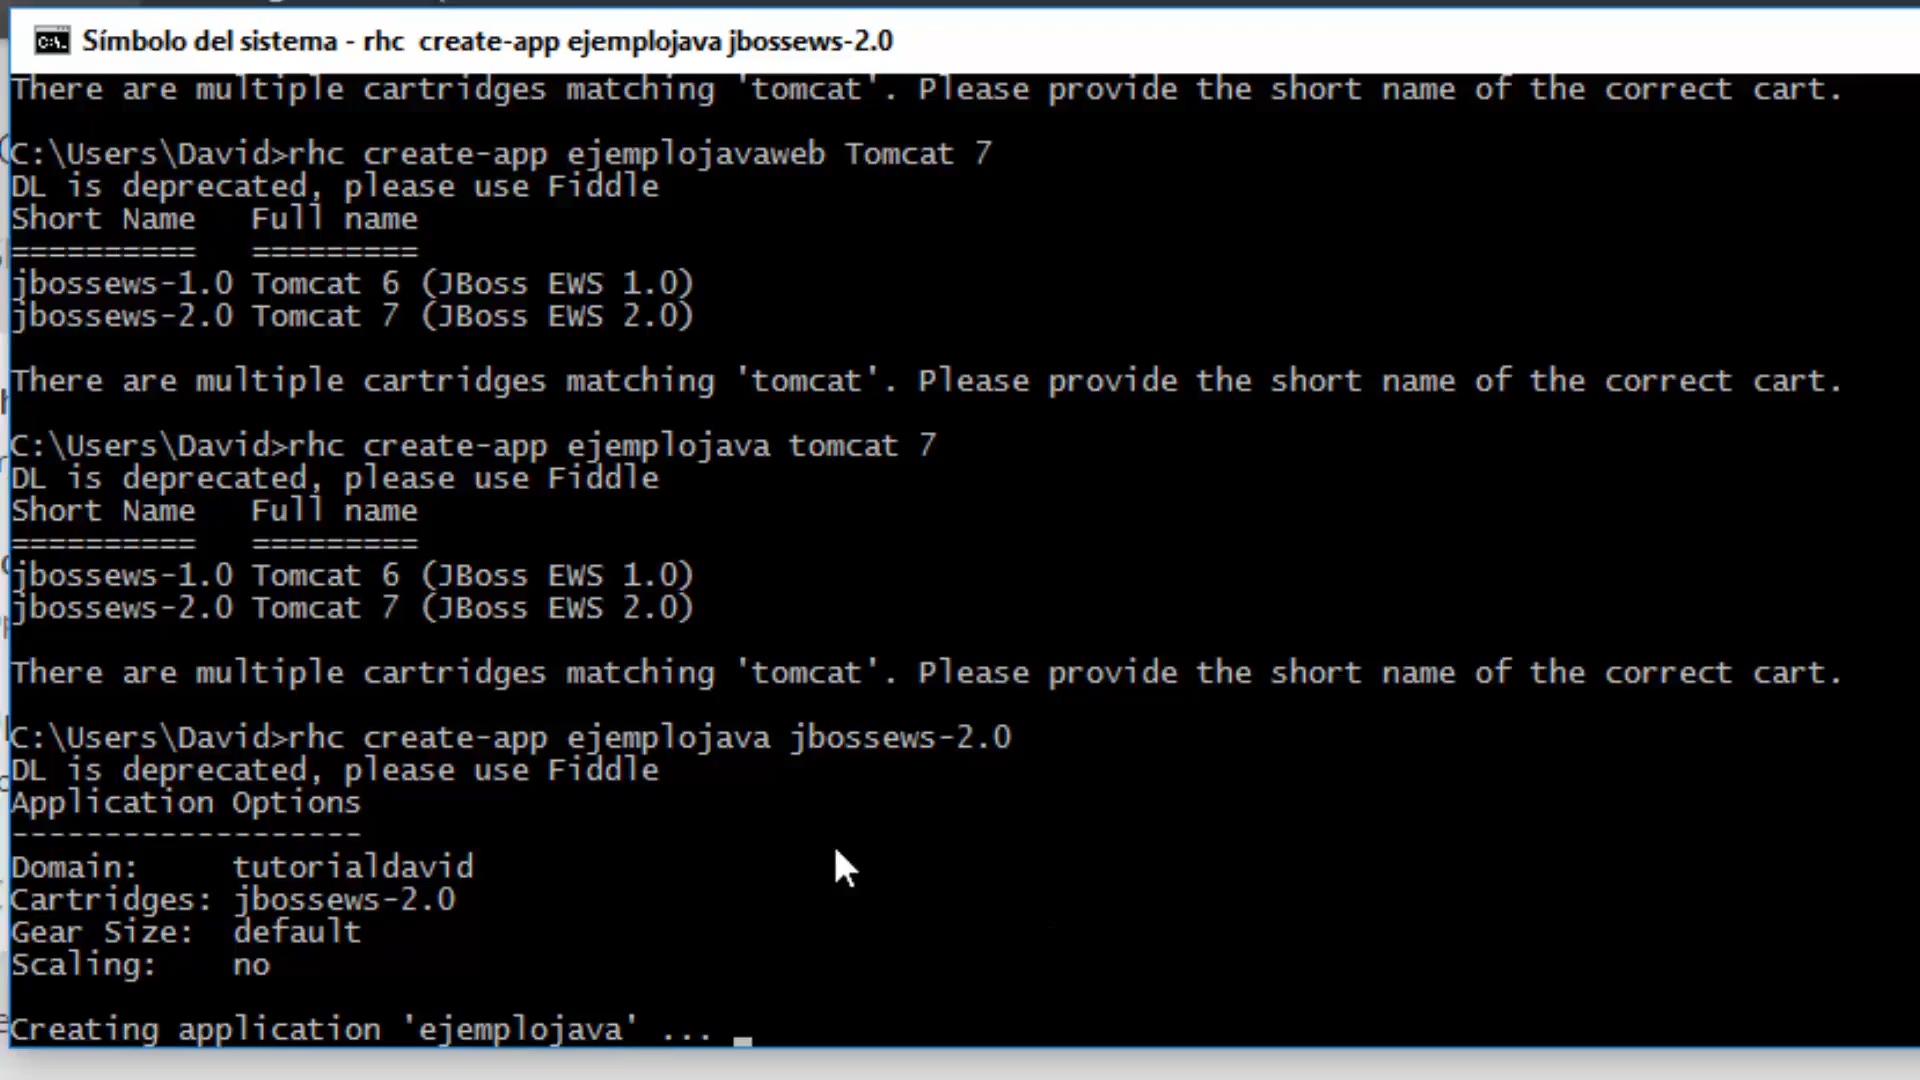 Símbolo del sistema - rhc  create-app ejemplojava jbossews-2.0
There are multiple cartridges matching 'tomcat'. Please provide the short name of the correct cart.
C:\Users\David>rhc create-app ejemplojavaweb Tomcat 7
DL is deprecated, please use Fiddle
Short Name   Full name
==========   =========
jbossews-1.0 Tomcat 6 (JBoss EWS 1.0)
jbossews-2.0 Tomcat 7 (JBoss EWS 2.0)
There are multiple cartridges matching 'tomcat'. Please provide the short name of the correct cart.
C:\Users\David>rhc create-app ejemplojava tomcat 7
DL is deprecated, please use Fiddle
Short Name   Full name
==========   =========
jbossews-1.0 Tomcat 6 (JBoss EWS 1.0)
jbossews-2.0 Tomcat 7 (JBoss EWS 2.0)
There are multiple cartridges matching 'tomcat'. Please provide the short name of the correct cart.
C:\Users\David>rhc create-app ejemplojava jbossews-2.0
DL is deprecated, please use Fiddle
Application Options
-------------------
Domain:     tutorialdavid
Cartridges: jbossews-2.0
Gear Size:  default
Scaling:    no
Creating application 'ejemplojava' ...